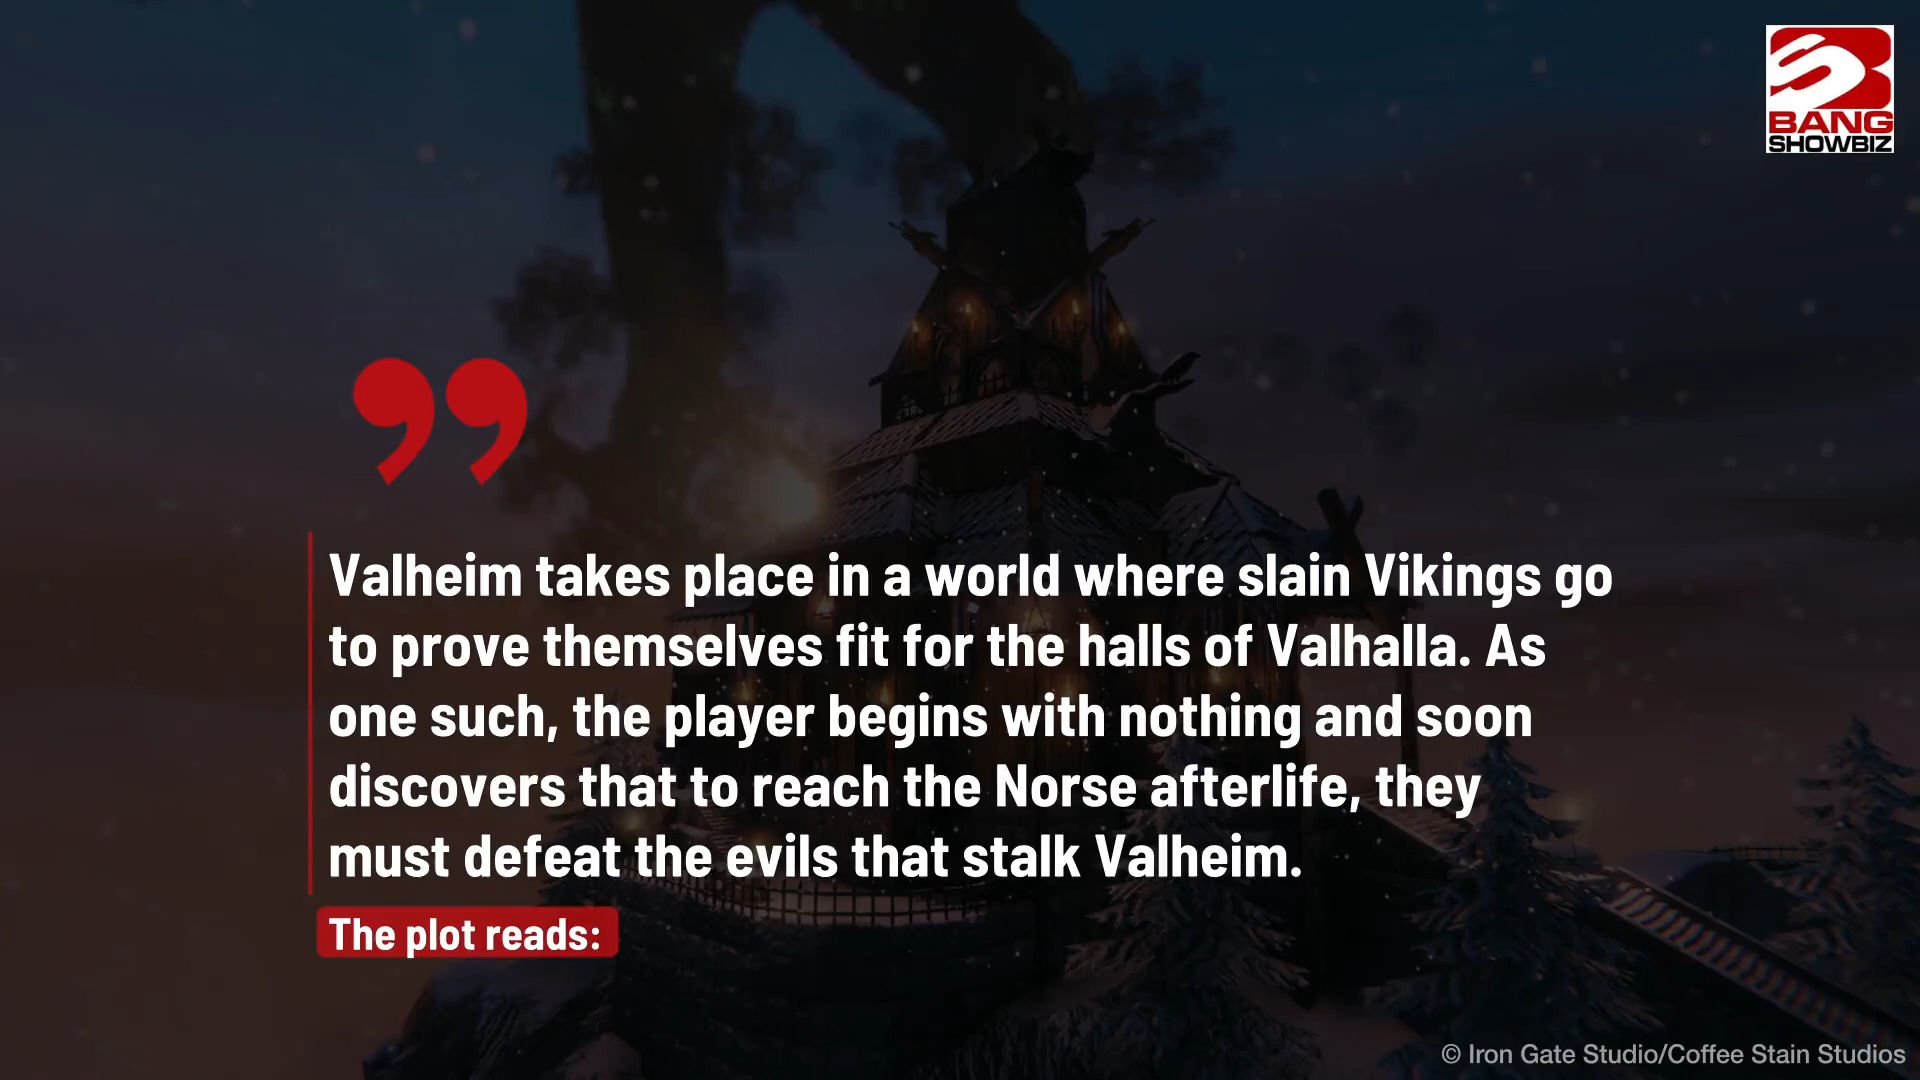 BANG
SHOWBIZ
Valheim takes place in a world where slain Vikings go
to prove themselves fit for the halls of Valhalla. As
one such, the player begins with nothing and soon
discovers that to reach the Norse afterlife, they
must defeat the evils that stalk Valheim.
The plot reads:
© Iron Gate Studio/Coffee Stain Studios